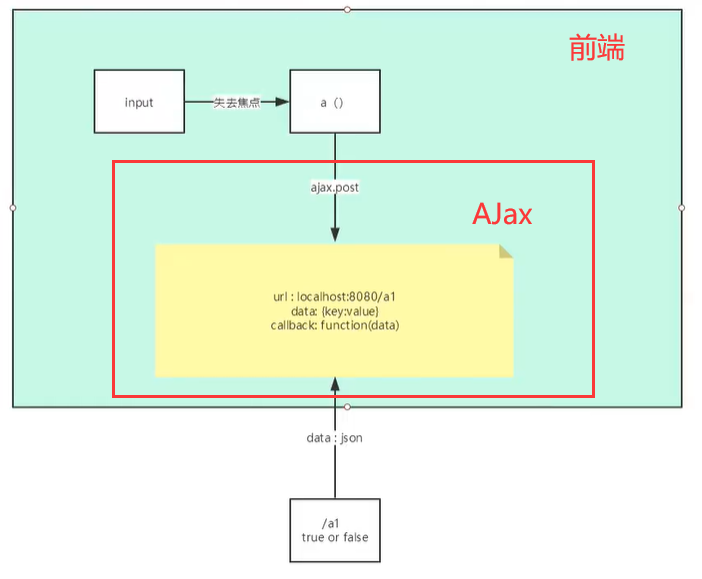 前端
input
失去焦点
a（）
ajax.post
AJax
url : localhost:8080/a1
data: {key:value}
callback: function(data)
data : json
/a1
true or false